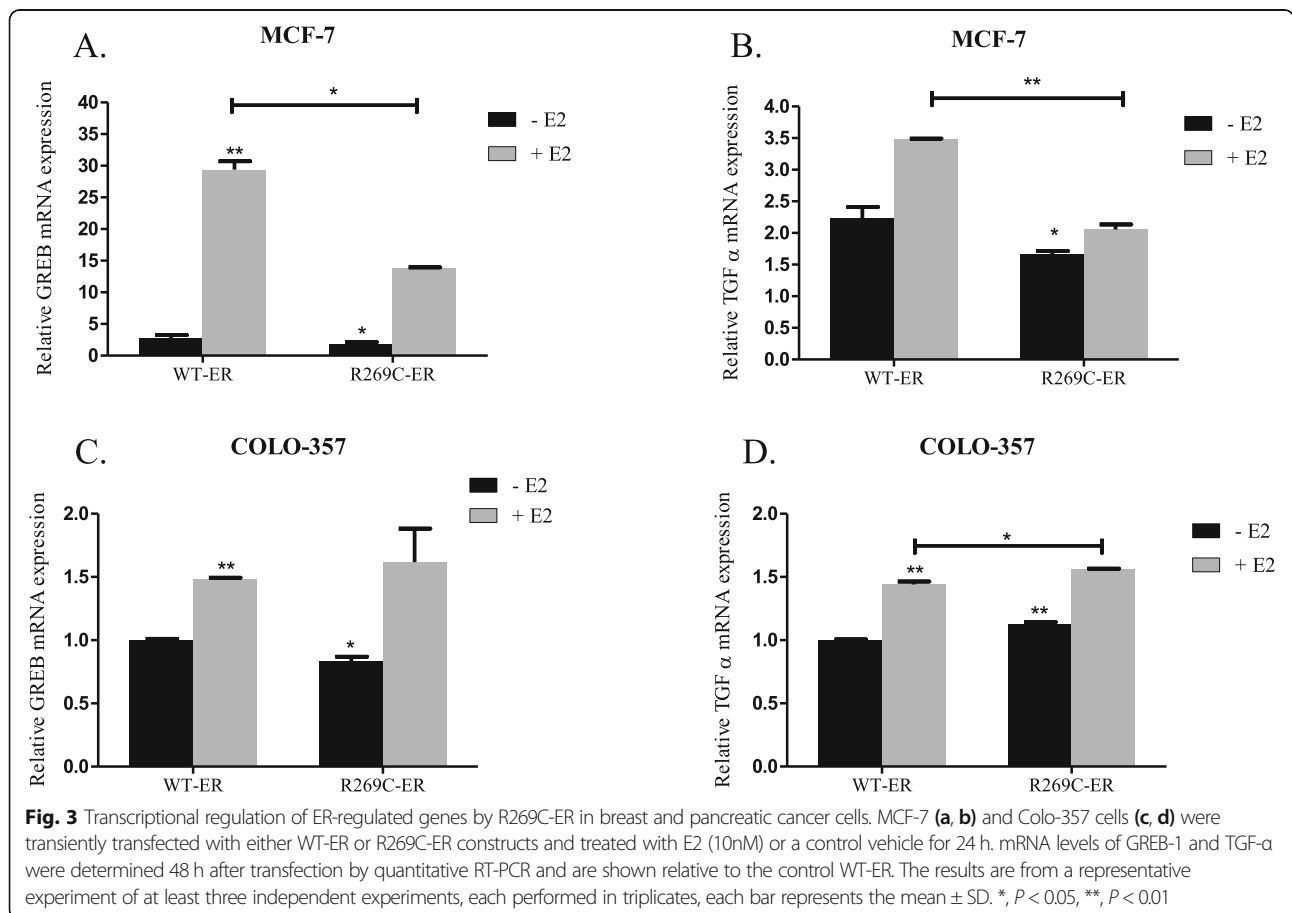 A.
MCF-7
*
**
*
- E2
+ E2
Relative GREB mRNA expression
40
35
30
25
20
15
10
5
0
WT-ER
R269C-ER
B.
MCF-7
**
*
- E2
+ E2
Relative TGF α mRNA expression
4.0
3.5
3.0
2.5
2.0
1.5
1.0
0.5
0.0
WT-ER
R269C-ER
C.
COLO-357
**
*
- E2
+ E2
Relative GREB mRNA expression
2.0
1.5
1.0
0.5
0.0
WT-ER
R269C-ER
D.
COLO-357
*
**
**
- E2
+ E2
Relative TGF α mRNA expression
2.0
1.5
1.0
0.5
0.0
WT-ER
R269C-ER
Fig. 3 Transcriptional regulation of ER-regulated genes by R269C-ER in breast and pancreatic cancer cells. MCF-7 (a, b) and Colo-357 cells (c, d) were
transiently transfected with either WT-ER or R269C-ER constructs and treated with E2 (10nM) or a control vehicle for 24 h. mRNA levels of GREB-1 and TGF-α
were determined 48 h after transfection by quantitative RT-PCR and are shown relative to the control WT-ER. The results are from a representative
experiment of at least three independent experiments, each performed in triplicates, each bar represents the mean ± SD. *, P < 0.05, **, P < 0.01